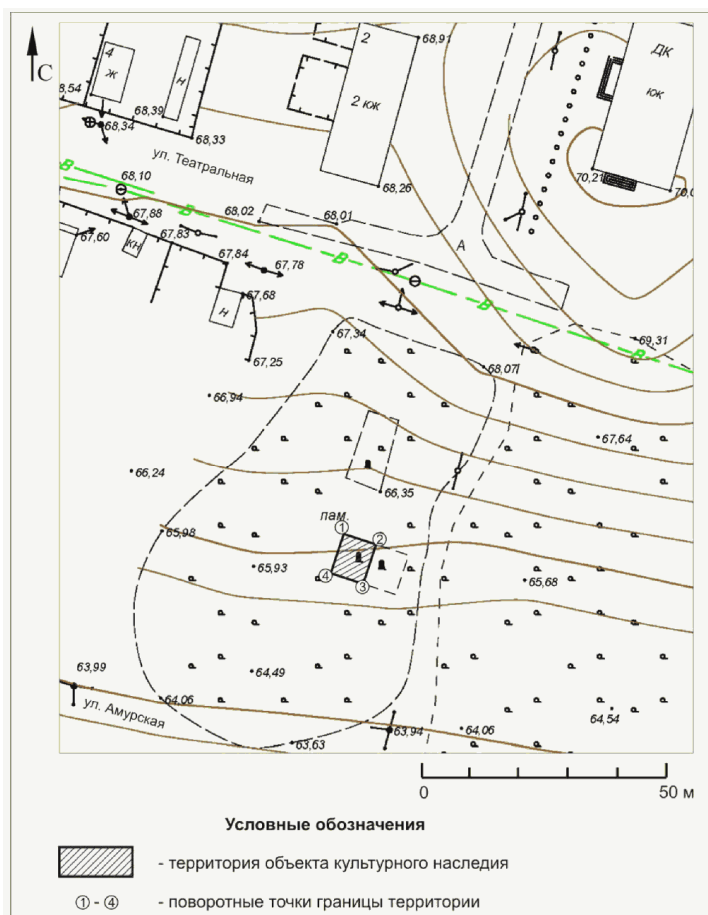 С
4
Ж
Н
2
2 КЖ
68,91
ДК
КЖ
68,54
68,34
68,39
68,33
ул. Театральная
68,26
70,21
В
68,10
67,88
В
68,02
68,01
67,60
КН
67,83
67,84
67,78
В
А
В
67,68
Н
67,25
67,34
68,07
69,31
В
66,94
67,64
66,24
66,35
65,98
пам.
1
2
65,93
4
3
65,68
64,49
63,99
64,06
ул. Амурская
63,63
63,94
64,06
64,54
0
50 м
Условные обозначения
- территория объекта культурного наследия
① - ④ - поворотные точки границы территории